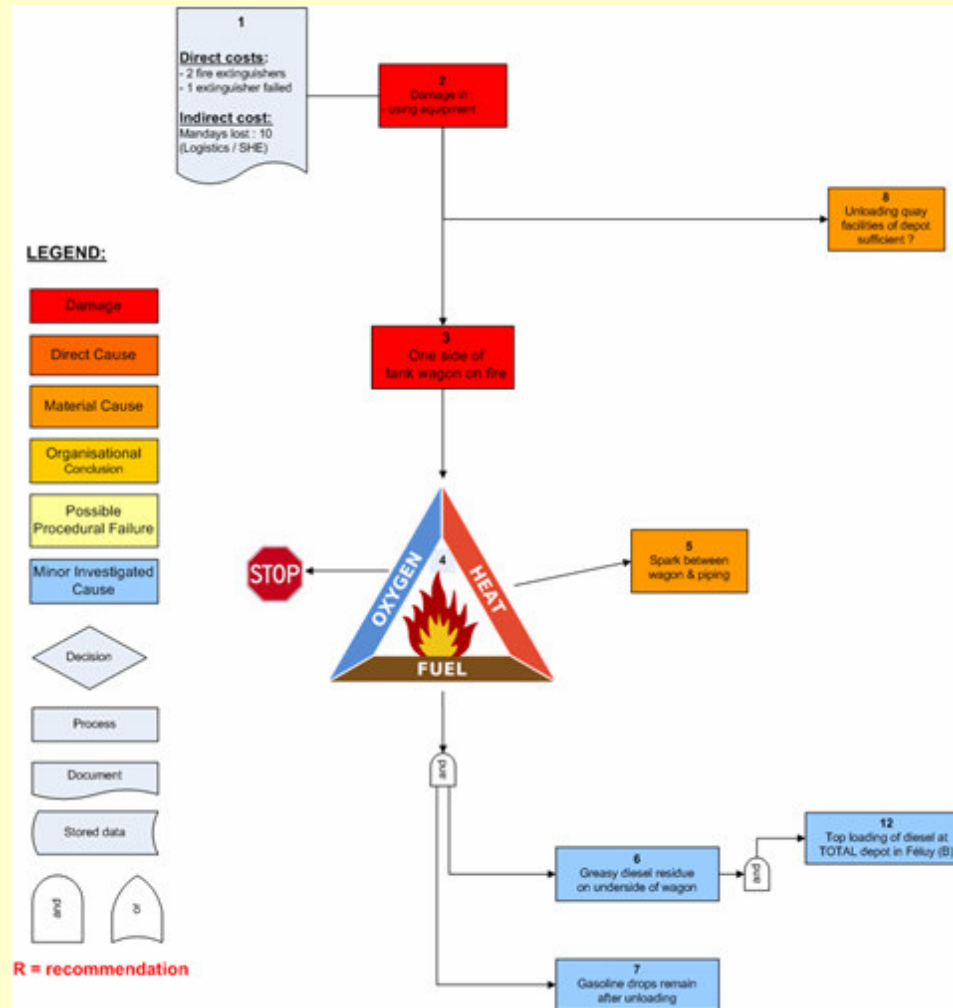 1
Direct costs:
- 2 fire extinguishers
- 1 extinguisher failed
Indirect cost:
Mandays lost : 10
(Logistics / SHE)
2
Damage in :
- using equipment
8
Unloading quay
facilities of depot
sufficient ?
3
One side of
tank wagon on fire
LEGEND:
Damage
Direct Cause
Material Cause
Organisational
Conclusion
Possible
Procedural Failure
Minor Investigated
Cause
Decision
Process
Document
Stored data
and
or
R = recommendation
STOP
4
OXYGEN
HEAT
FUEL
5
Spark between
wagon & piping
and
6
Greasy diesel residue
on underside of wagon
and
12
Top loading of diesel at
TOTAL depot in Féluy (B)
7
Gasoline drops remain
after unloading